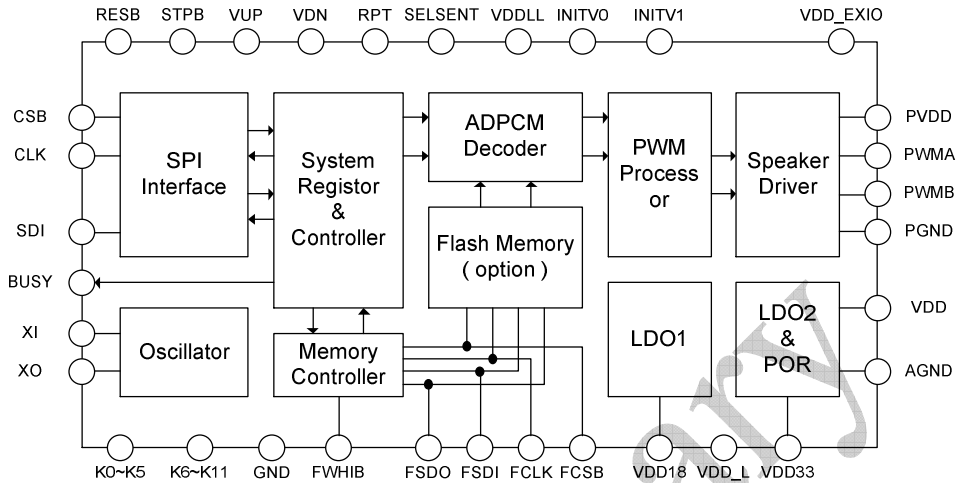 RESB STPB VUP VDN RPT SELSENT VDDLL INITV0 INITV1 VDD_EXIO
CSB
CLK
SDI
BUSY
XI
XO
SPI
Interface
System
Registor
&
Controller
ADPCM
Decoder
PWM
Process
or
Speaker
Driver
Flash Memory
( option )
Oscillator
Memory
Controller
LDO1
LDO2
&
POR
PVDD
PWMA
PWMB
PGND
VDD
AGND
K0~K5 K6~K11 GND FWHIB FSDO FSDI FCLK FCSB VDD18 VDD_L VDD33